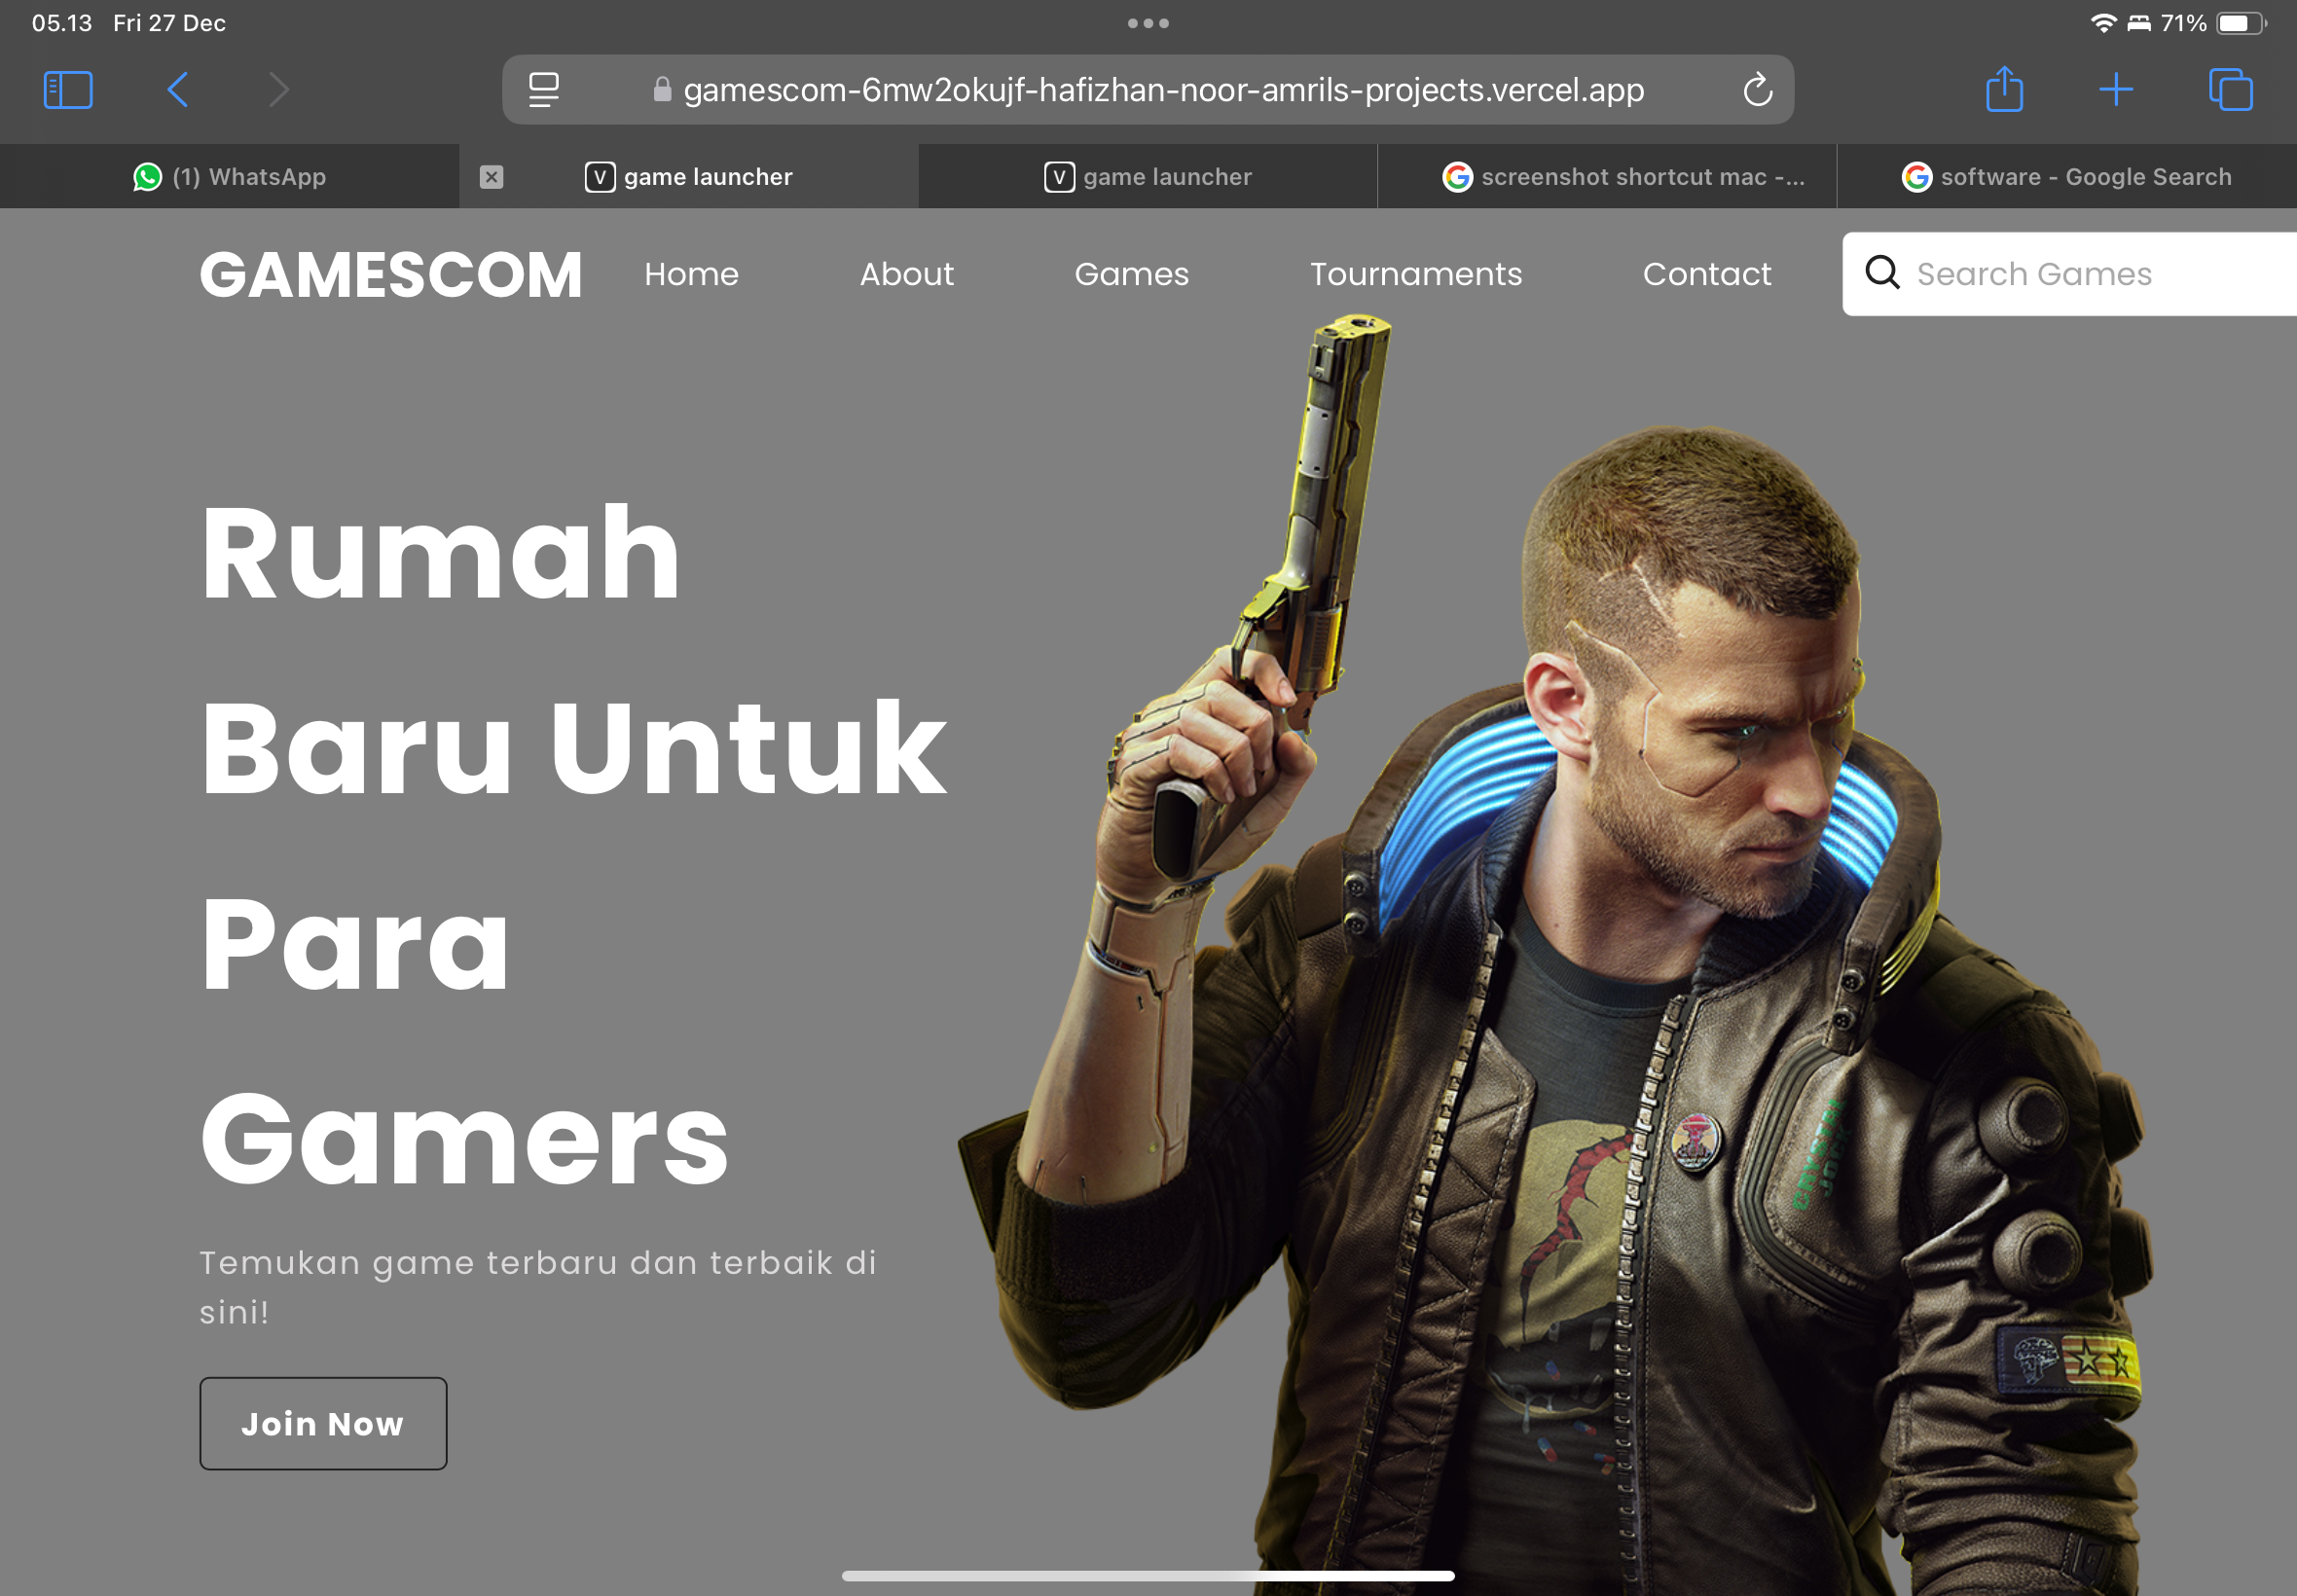 05.13 Fri 27 Dec 71%
gamescom-6mw2okujf-hafizhan-noor-amrils-projects.vercel.app
(1) WhatsApp
V game launcher
V game launcher
screenshot shortcut mac -...
software - Google Search
GAMESCOM Home About Games Tournaments Contact Search Games
Rumah
Baru Untuk
Para
Gamers
Temukan game terbaru dan terbaik di
sini!
Join Now
CRYSTAL
JOCK